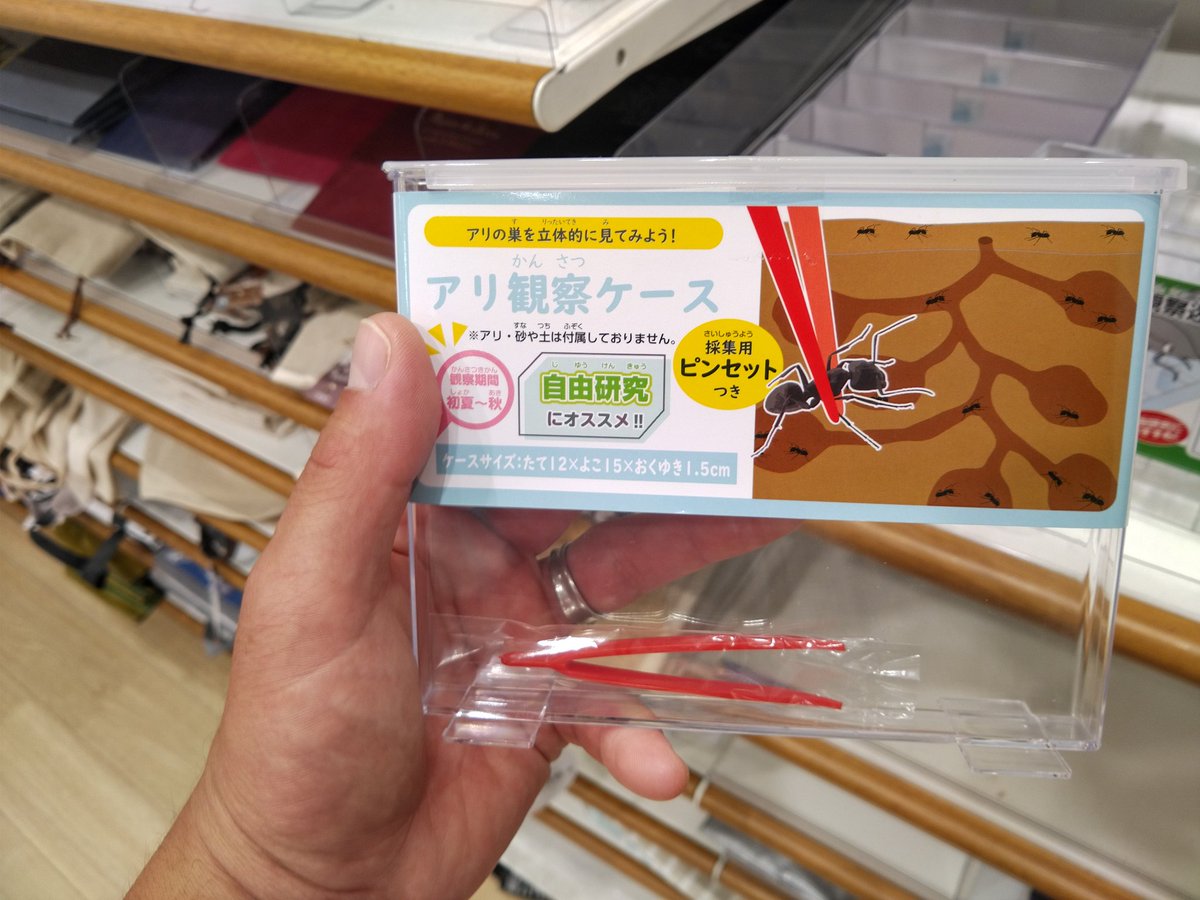 アリの巣を立体的に見てみよう!
アリ観察ケース
※アリ・砂や土は付属しておりません。
観察期間
初夏～秋
自由研究
にオススメ!!
採集用
ピンセット
つき
ケースサイズ:たて12×よこ15×おくゆき1.5cm